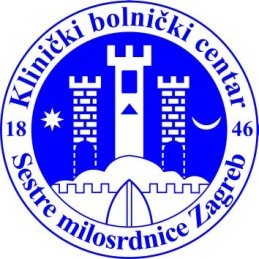 Klinički bolnički centar
18 46
Sestre milosrdnice Zagreb